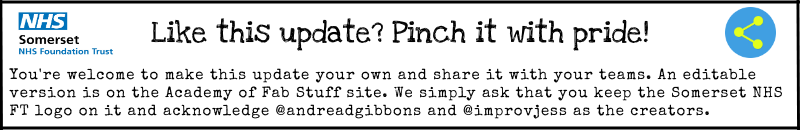 NHS
Somerset
NHS Foundation Trust
Like this update? Pinch it with pride!
You're welcome to make this update your own and share it with your teams. An editable
version is on the Academy of Fab Stuff site. We simply ask that you keep the Somerset NHS
FT logo on it and acknowledge @andreadgibbons and @improvjess as the creators.